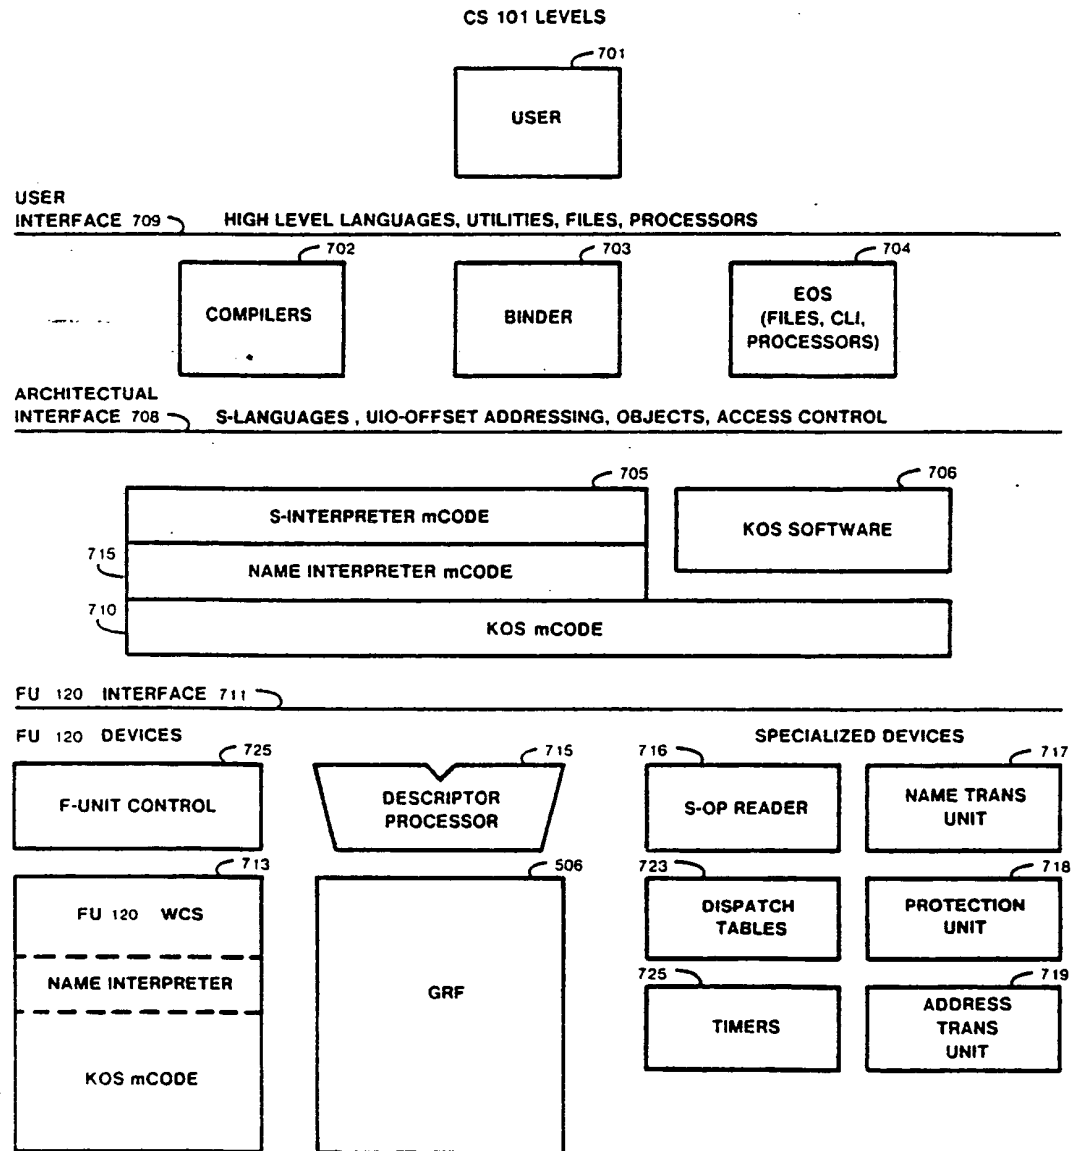 CS 101 LEVELS
701
USER
USER
INTERFACE 709 HIGH LEVEL LANGUAGES, UTILITIES, FILES, PROCESSORS
702 703 704
COMPILERS
BINDER
EOS
(FILES, CLI,
PROCESSORS)
ARCHITECTUAL
INTERFACE 708 S-LANGUAGES , UIO-OFFSET ADDRESSING, OBJECTS, ACCESS CONTROL
705 706
S-INTERPRETER mCODE
KOS SOFTWARE
715
NAME INTERPRETER mCODE
710
KOS mCODE
FU 120 INTERFACE 711
FU 120 DEVICES
SPECIALIZED DEVICES
725
F-UNIT CONTROL
715
DESCRIPTOR
PROCESSOR
716
S-OP READER
717
NAME TRANS
UNIT
713
FU 120 WCS
NAME INTERPRETER
KOS mCODE
506
GRF
723
DISPATCH
TABLES
718
PROTECTION
UNIT
725
TIMERS
719
ADDRESS
TRANS
UNIT